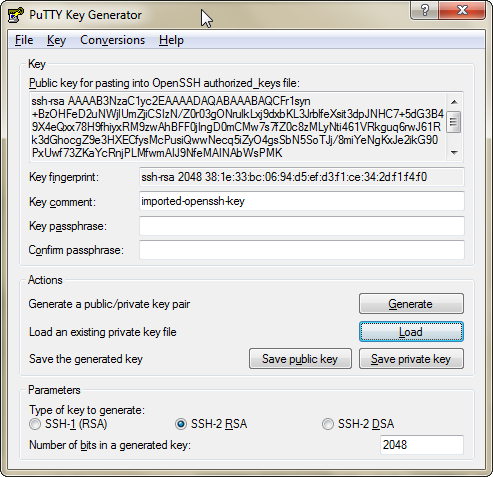 PuTTY Key Generator
File Key Conversions Help
Key
Public key for pasting into OpenSSH authorized_keys file:
ssh-rsa AAAAB3NzaC1yc2EAAAADAQABAAABAQCFr1syn
+BzOHFeD2uNWjlUmZjiCSIzN/Z0r03gONrulkLxj9dxbKL3JrblfeXsit3dpJNHC7+5dG3B4
9X4eQxx78H9fhiyxRM9zwAhBFF0jIngD0mCMw7s7fZ0c8zMLyNti461VRkguq6rwJ61R
k3dGhocgZ9e3HXECfysMcPusiQwwNecq5iZyO4gsSbN5SoTJj/8miYeNgKxJe2ikG90
PxUwf73ZKaYcRnjPLMfwmAlJ9NfeMAINAbWsPMK
Key fingerprint: ssh-rsa 2048 38:1e:33:bc:06:94:d5:ef:d3:f1:ce:34:2d:f1:f4:f0
Key comment: imported-openssh-key
Key passphrase:
Confirm passphrase:
Actions
Generate a public/private key pair Generate
Load an existing private key file Load
Save the generated key Save public key Save private key
Parameters
Type of key to generate:
SSH-1 (RSA) SSH-2 RSA SSH-2 DSA
Number of bits in a generated key: 2048